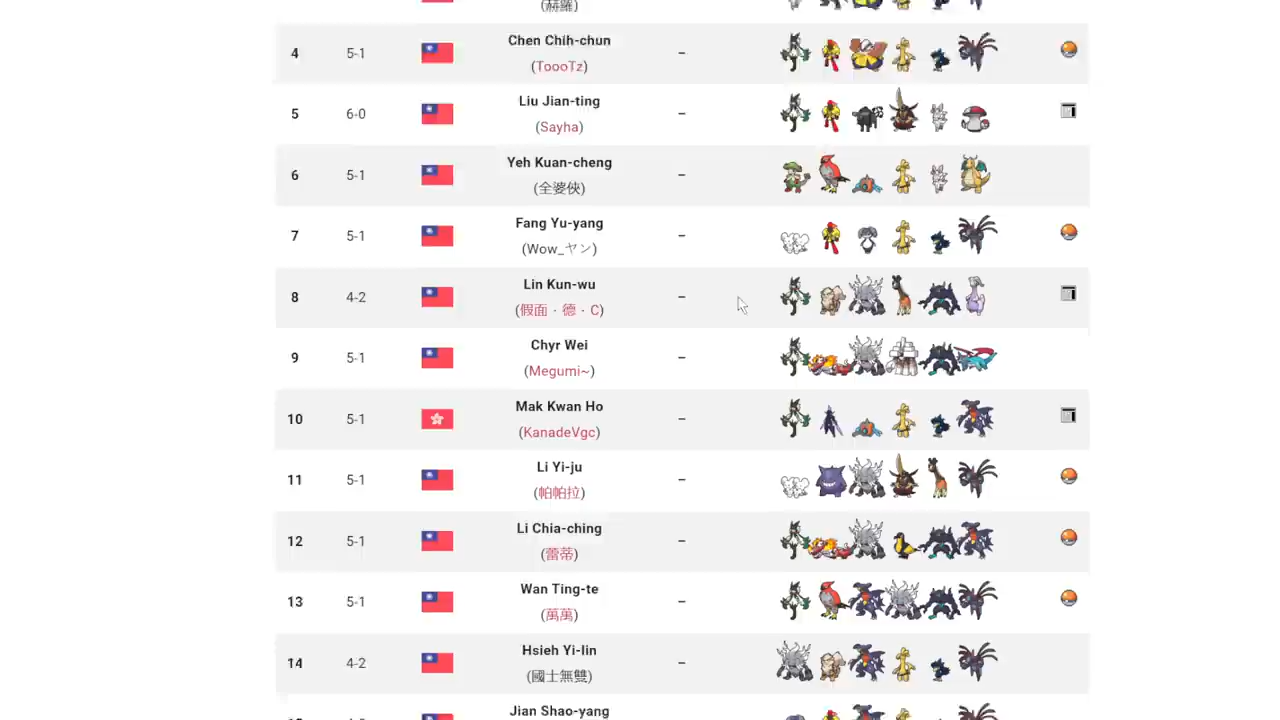 (赫蘿)
4 5-1 Chen Chih-chun –
(ToooTz)
5 6-0 Liu Jian-ting –
(Sayha)
6 5-1 Yeh Kuan-cheng –
(全婆俠)
7 5-1 Fang Yu-yang –
(Wow_ヤン)
8 4-2 Lin Kun-wu –
(假面·德·C)
9 5-1 Chyr Wei –
(Megumi~)
10 5-1 Mak Kwan Ho –
(KanadeVgc)
11 5-1 Li Yi-ju –
(帕帕拉)
12 5-1 Li Chia-ching –
(蕾蒂)
13 5-1 Wan Ting-te –
(萬萬)
14 4-2 Hsieh Yi-lin –
(國士無雙)
Jian Shao-yang